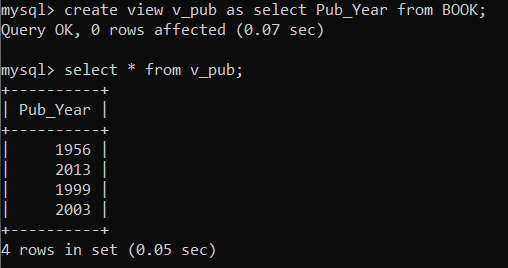 mysql> create view v_pub as select Pub_Year from BOOK;
Query OK, 0 rows affected (0.07 sec)
mysql> select * from v_pub;
+----------+
| Pub_Year |
+----------+
|     1956 |
|     2013 |
|     1999 |
|     2003 |
+----------+
4 rows in set (0.05 sec)